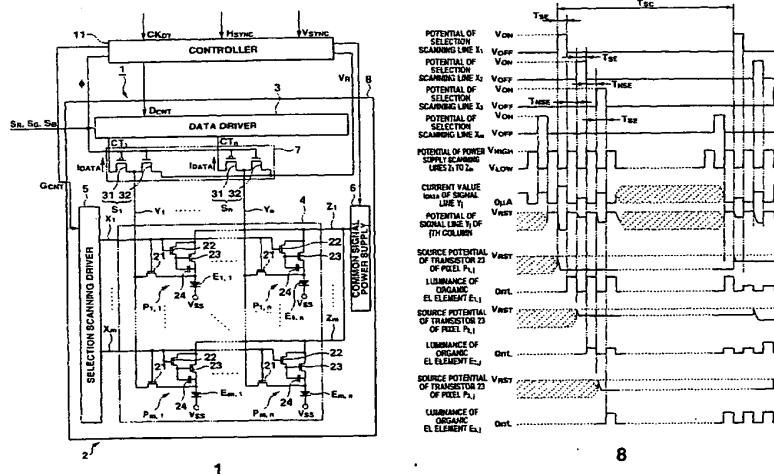 CKDT HSYNC VSYNC
11
CONTROLLER
φ
1
VR
8
DCNT
3
SR, SG, SB
DATA DRIVER
CT1
CTn
7
IDATA
IDATA
GCNT
31 32
31 32
5
S1
Sn
6
Y1
Yn
4
Z1
X1
22
22
23
23
21
21
24
E1,1
24
P1,1
VSS
P1,n
E1,n
VSS
SELECTION SCANNING DRIVER
COMMON SIGNAL POWER SUPPLY
Xm
Zm
22
22
21
23
21
23
24
Em,1
24
Em,n
Pm,1
VSS
Pm,n
VSS
2
1
TSE
TSC
POTENTIAL OF SELECTION SCANNING LINE X1
VON
VOFF
TSE
POTENTIAL OF SELECTION SCANNING LINE X2
VON
VOFF
TNSE
POTENTIAL OF SELECTION SCANNING LINE X3
VON
VOFF
TNSE
TSE
POTENTIAL OF SELECTION SCANNING LINE Xm
VON
VOFF
POTENTIAL OF POWER SUPPLY SCANNING LINES Z1 TO Zm
VHIGH
VLOW
CURRENT VALUE IDATA OF SIGNAL LINE Yj
0μA
POTENTIAL OF SIGNAL LINE Yj OF jTH COLUMN
VRST
SOURCE POTENTIAL OF TRANSISTOR 23 OF PIXEL P1,j
VRST
LUMINANCE OF ORGANIC EL ELEMENT E1,j
0nt.
SOURCE POTENTIAL OF TRANSISTOR 23 OF PIXEL P2,j
VRST
LUMINANCE OF ORGANIC EL ELEMENT E2,j
0nt.
SOURCE POTENTIAL OF TRANSISTOR 23 OF PIXEL P3,j
VRST
LUMINANCE OF ORGANIC EL ELEMENT E3,j
0nt.
8